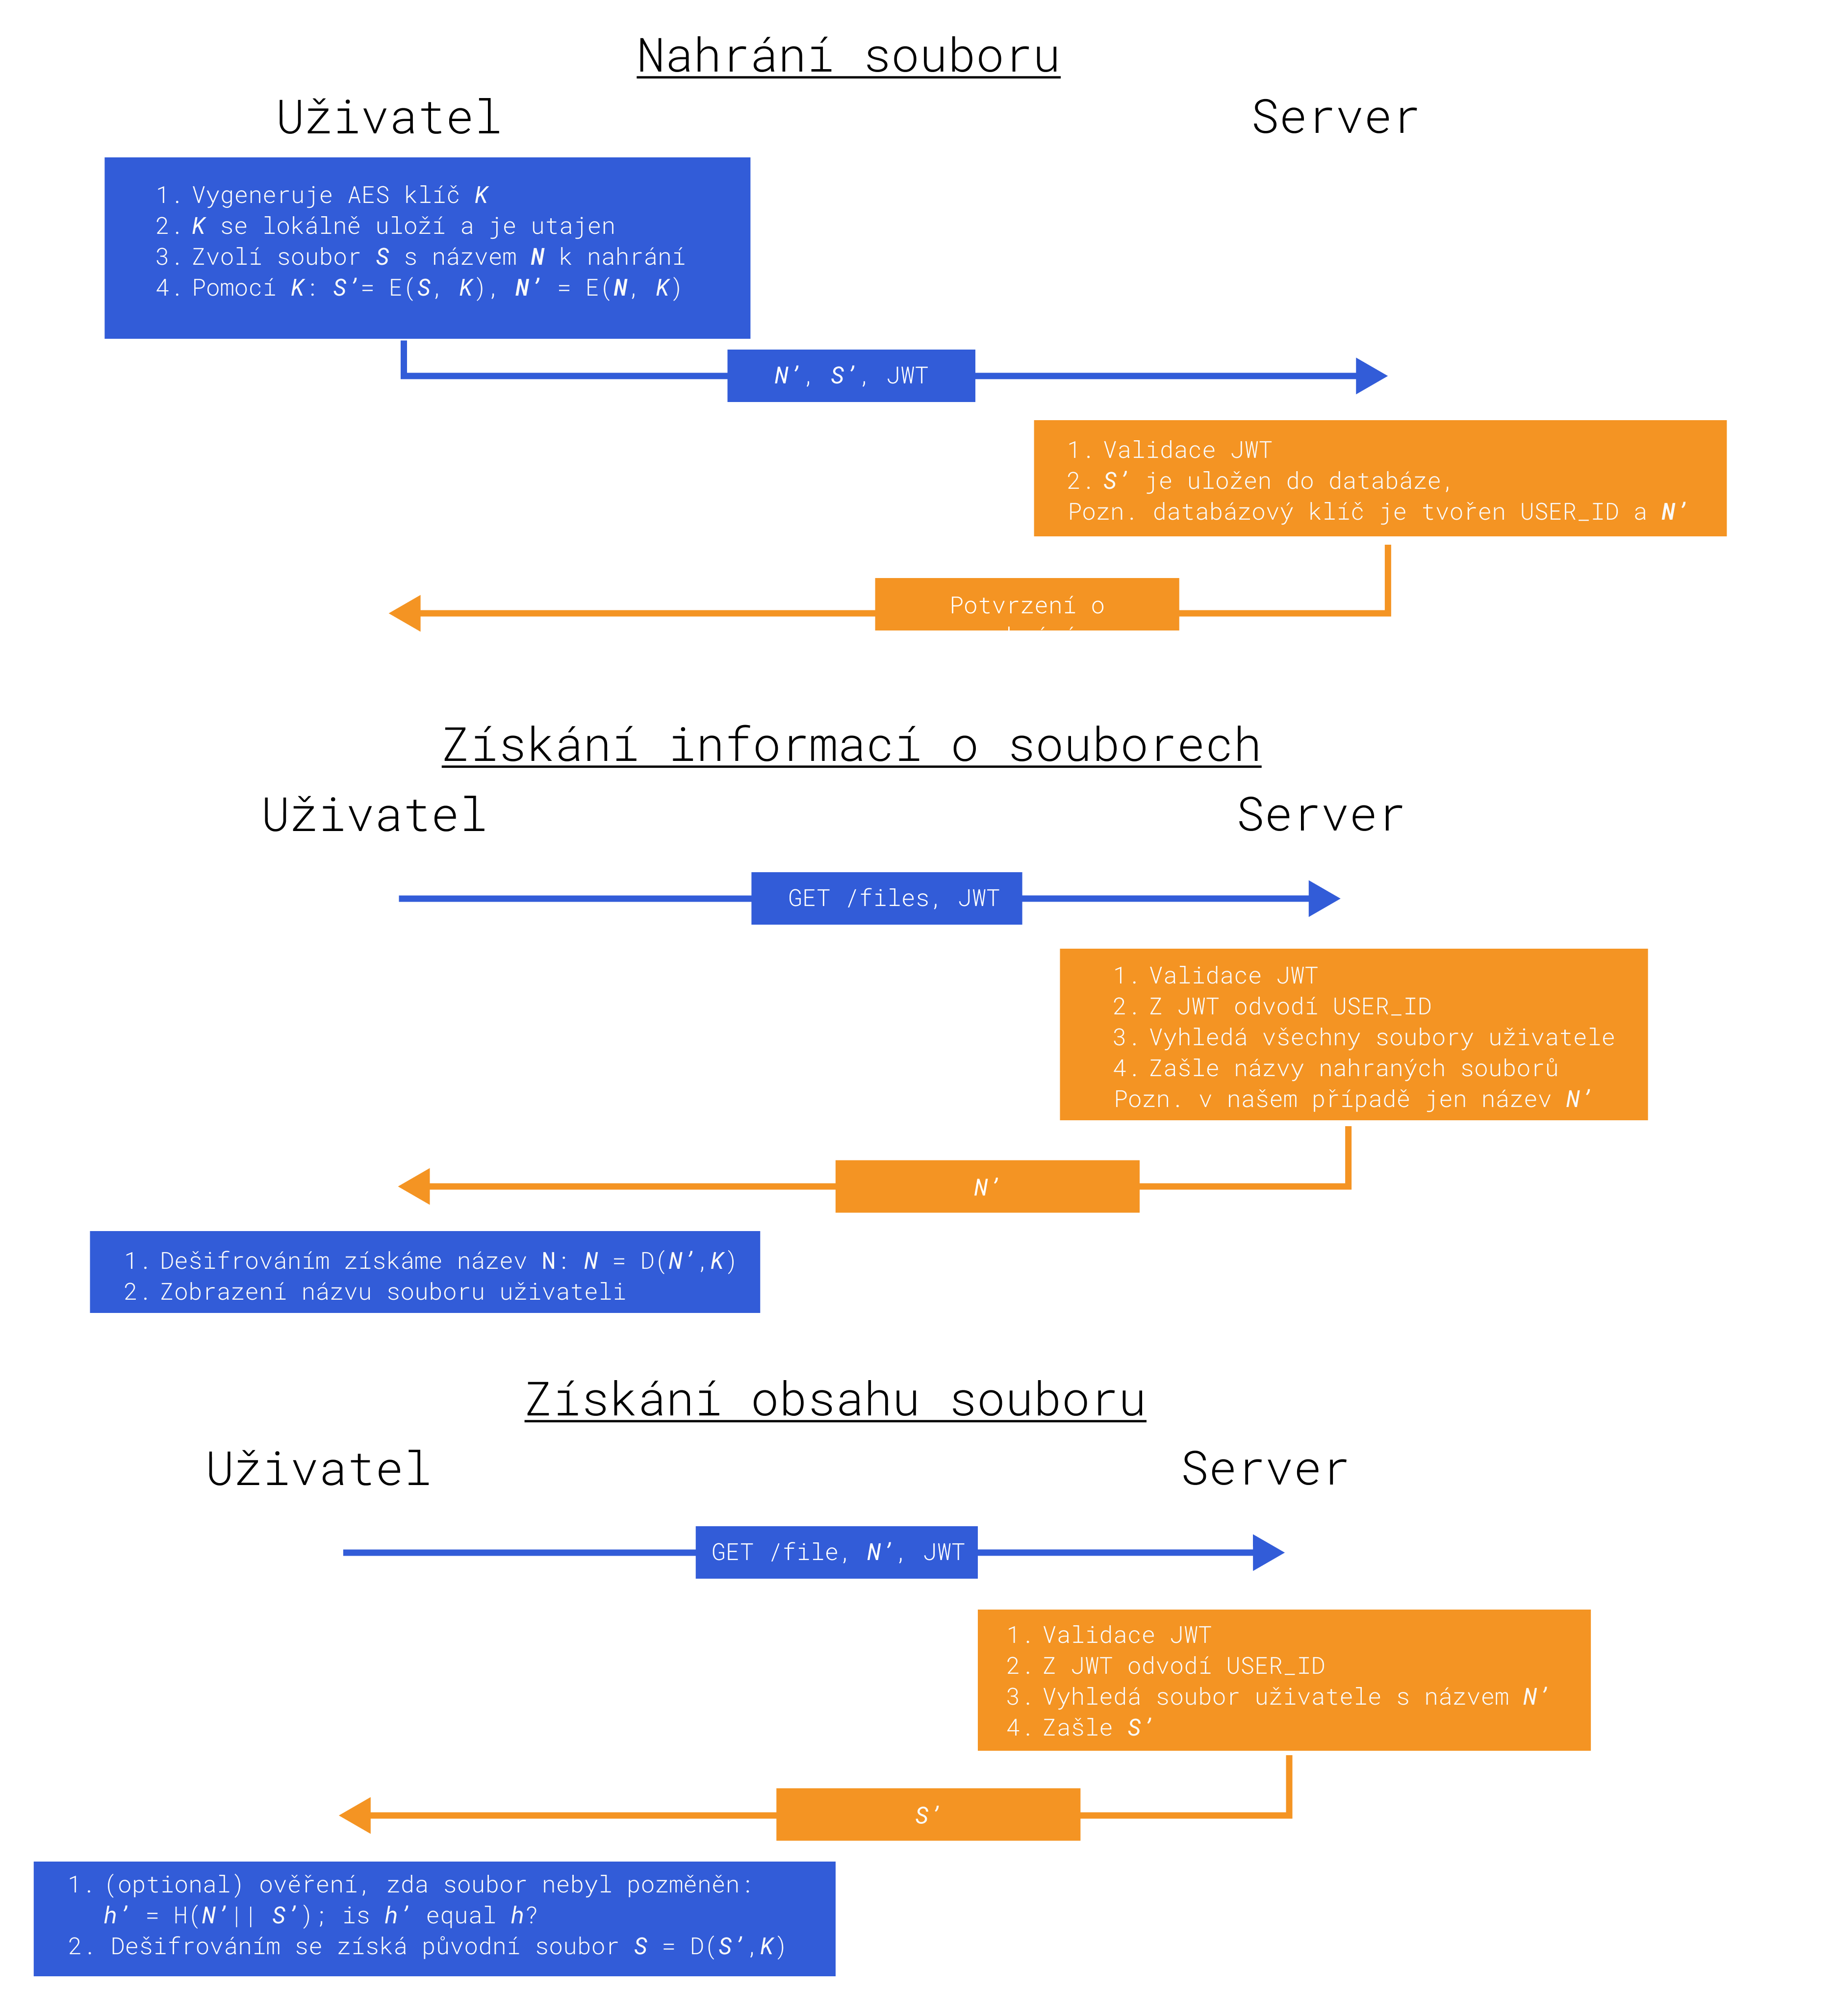 Nahrání souboru
Uživatel
Server
1. Vygeneruje AES klíč K
2. K se lokálně uloží a je utajen
3. Zvolí soubor S s názvem N k nahrání
4. Pomocí K: S’= E(S, K), N’ = E(N, K)
N’, S’, JWT
1. Validace JWT
2. S’ je uložen do databáze,
Pozn. databázový klíč je tvořen USER_ID a N’
Potvrzení o
Získání informací o souborech
Uživatel
Server
GET /files, JWT
1. Validace JWT
2. Z JWT odvodí USER_ID
3. Vyhledá všechny soubory uživatele
4. Zašle názvy nahraných souborů
Pozn. v našem případě jen název N’
N’
1. Dešifrováním získáme název N: N = D(N’,K)
2. Zobrazení názvu souboru uživateli
Získání obsahu souboru
Uživatel
Server
GET /file, N’, JWT
1. Validace JWT
2. Z JWT odvodí USER_ID
3. Vyhledá soubor uživatele s názvem N’
4. Zašle S’
S’
1. (optional) ověření, zda soubor nebyl pozměněn:
h’ = H(N’|| S’); is h’ equal h?
2. Dešifrováním se získá původní soubor S = D(S’,K)